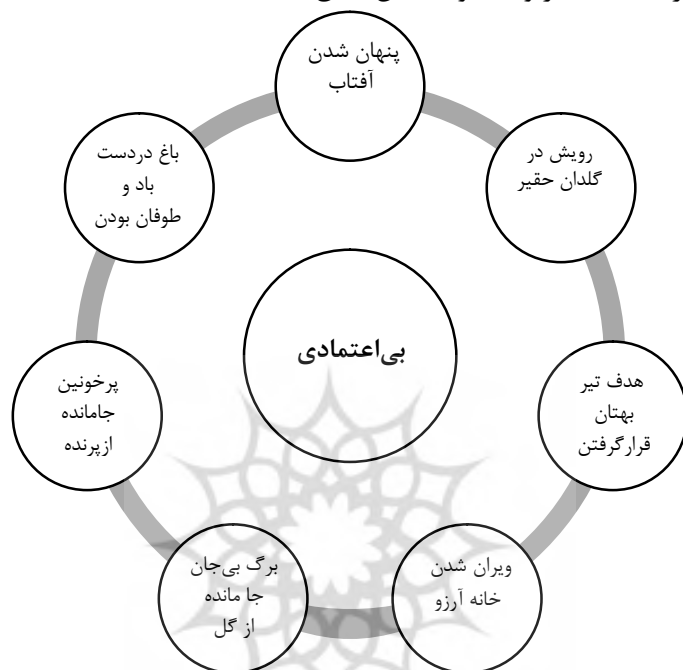 پنهان شدن
آفتاب
رویش در
گلدان حقیر
هدف تیر
بهتان
قرارگرفتن
ویران شدن
خانه آرزو
برگ بی‌جان
جا مانده
از گل
پرخونین
جامانده
ازپرنده
باغ دردست
باد و
طوفان بودن
بی‌اعتمادی